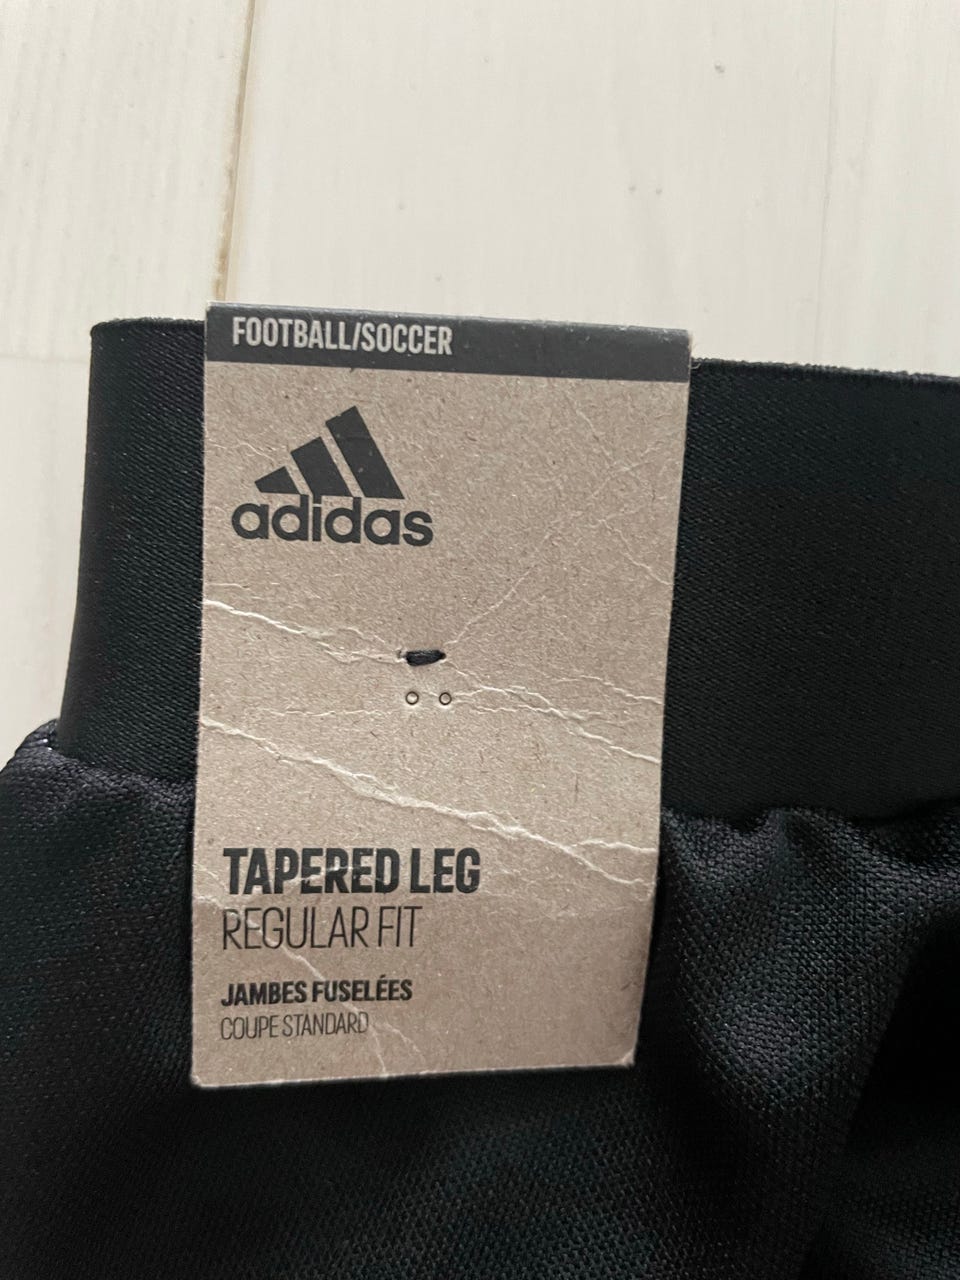 FOOTBALL/SOCCER
adidas
TAPERED LEG
REGULAR FIT
JAMBES FUSELÉES
COUPE STANDARD